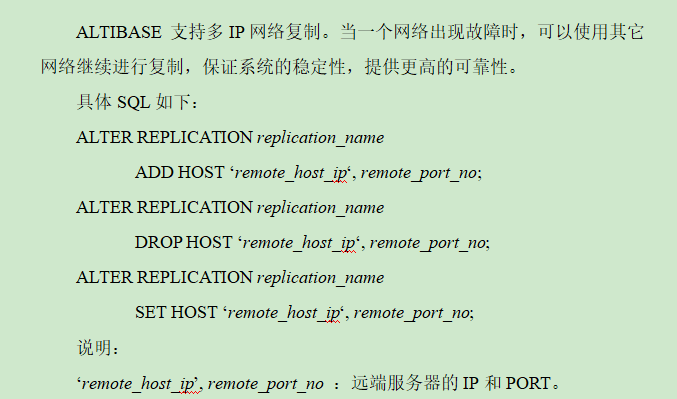 ALTIBASE 支持多 IP 网络复制。当一个网络出现故障时，可以使用其它
网络继续进行复制，保证系统的稳定性，提供更高的可靠性。
具体 SQL 如下：
ALTER REPLICATION replication_name
ADD HOST ‘remote_host_ip‘, remote_port_no;
ALTER REPLICATION replication_name
DROP HOST ‘remote_host_ip‘, remote_port_no;
ALTER REPLICATION replication_name
SET HOST ‘remote_host_ip‘, remote_port_no;
说明：
‘remote_host_ip’, remote_port_no ：远端服务器的 IP 和 PORT。